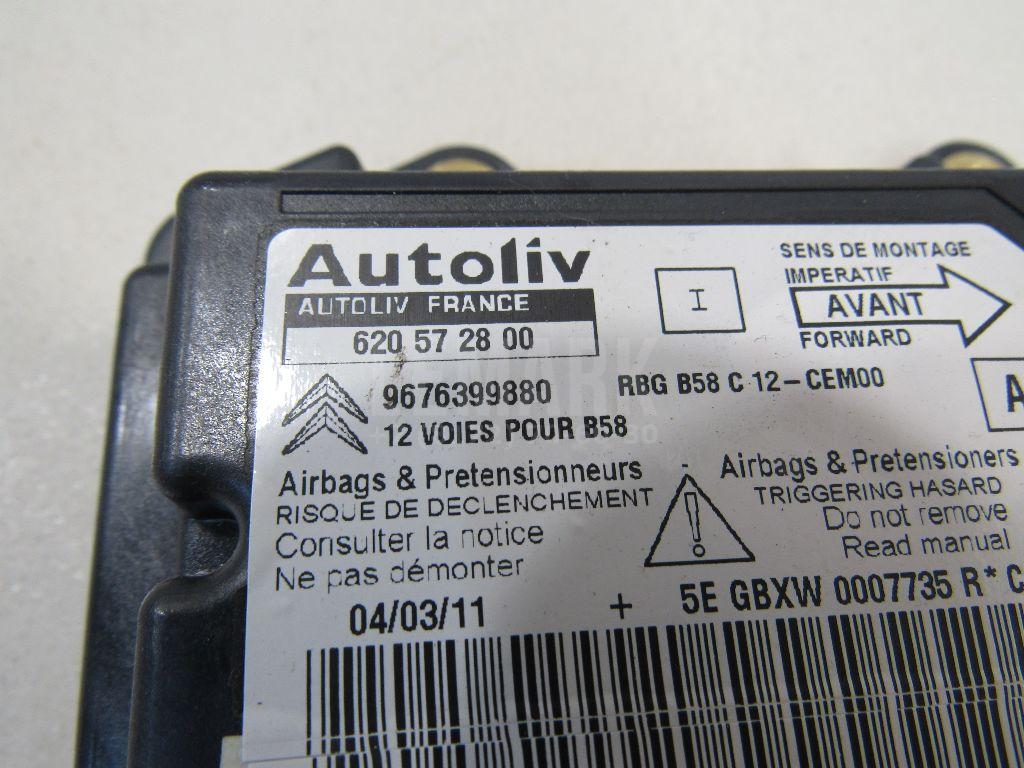 Autoliv
AUTOLIV FRANCE
620 57 28 00
I
SENS DE MONTAGE
IMPERATIF
AVANT
FORWARD
9676399880
RBG B58 C 12-CEM00
12 VOIES POUR B58
A
Airbags & Pretensionneurs
RISQUE DE DECLENCHEMENT
Consulter la notice
Ne pas démonter
!
Airbags & Pretensioners
TRIGGERING HASARD
Do not remove
Read manual
04/03/11 + 5E GBXW 0007735 R* C